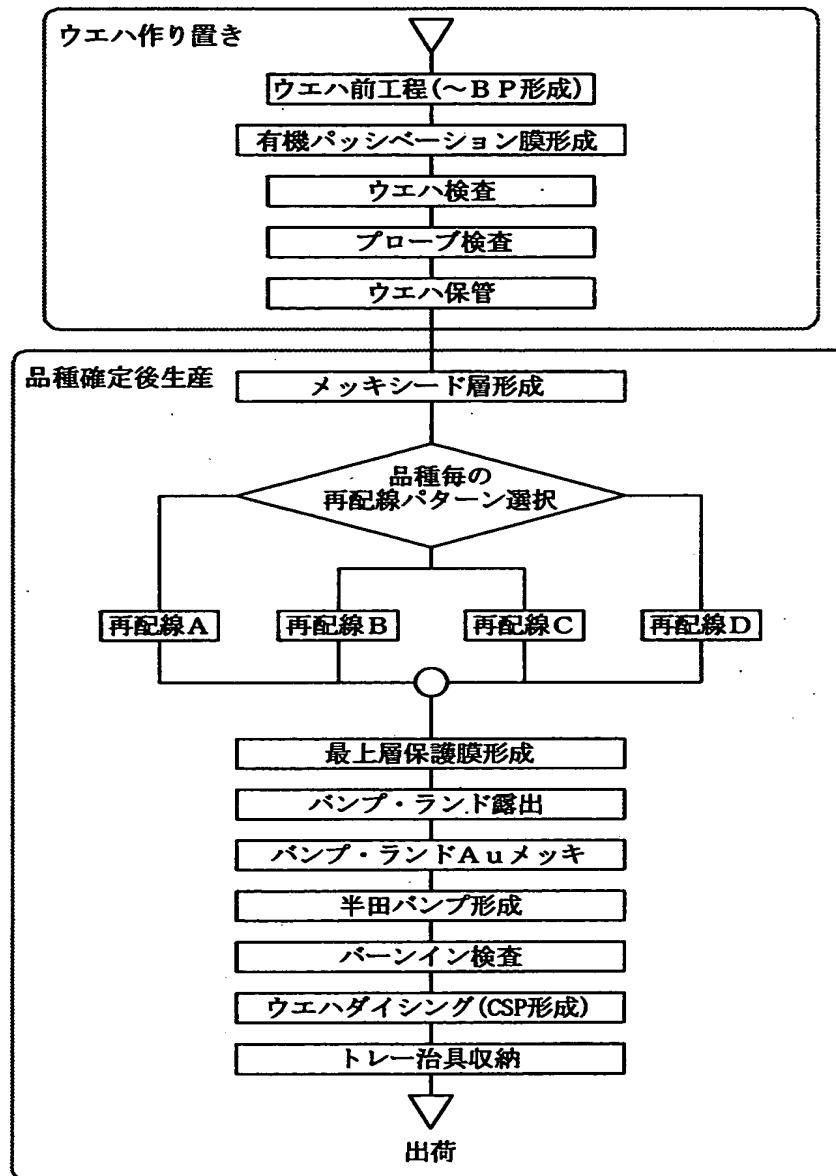 ウエハ作り置き
ウエハ前工程(～BP形成)
有機パッシベーション膜形成
ウエハ検査
プローブ検査
ウエハ保管
品種確定後生産
メッキシード層形成
品種毎の
再配線パターン選択
再配線A
再配線B
再配線C
再配線D
最上層保護膜形成
バンプ・ランド露出
バンプ・ランドAuメッキ
半田バンプ形成
バーンイン検査
ウエハダイシング(CSP形成)
トレー治具収納
出荷